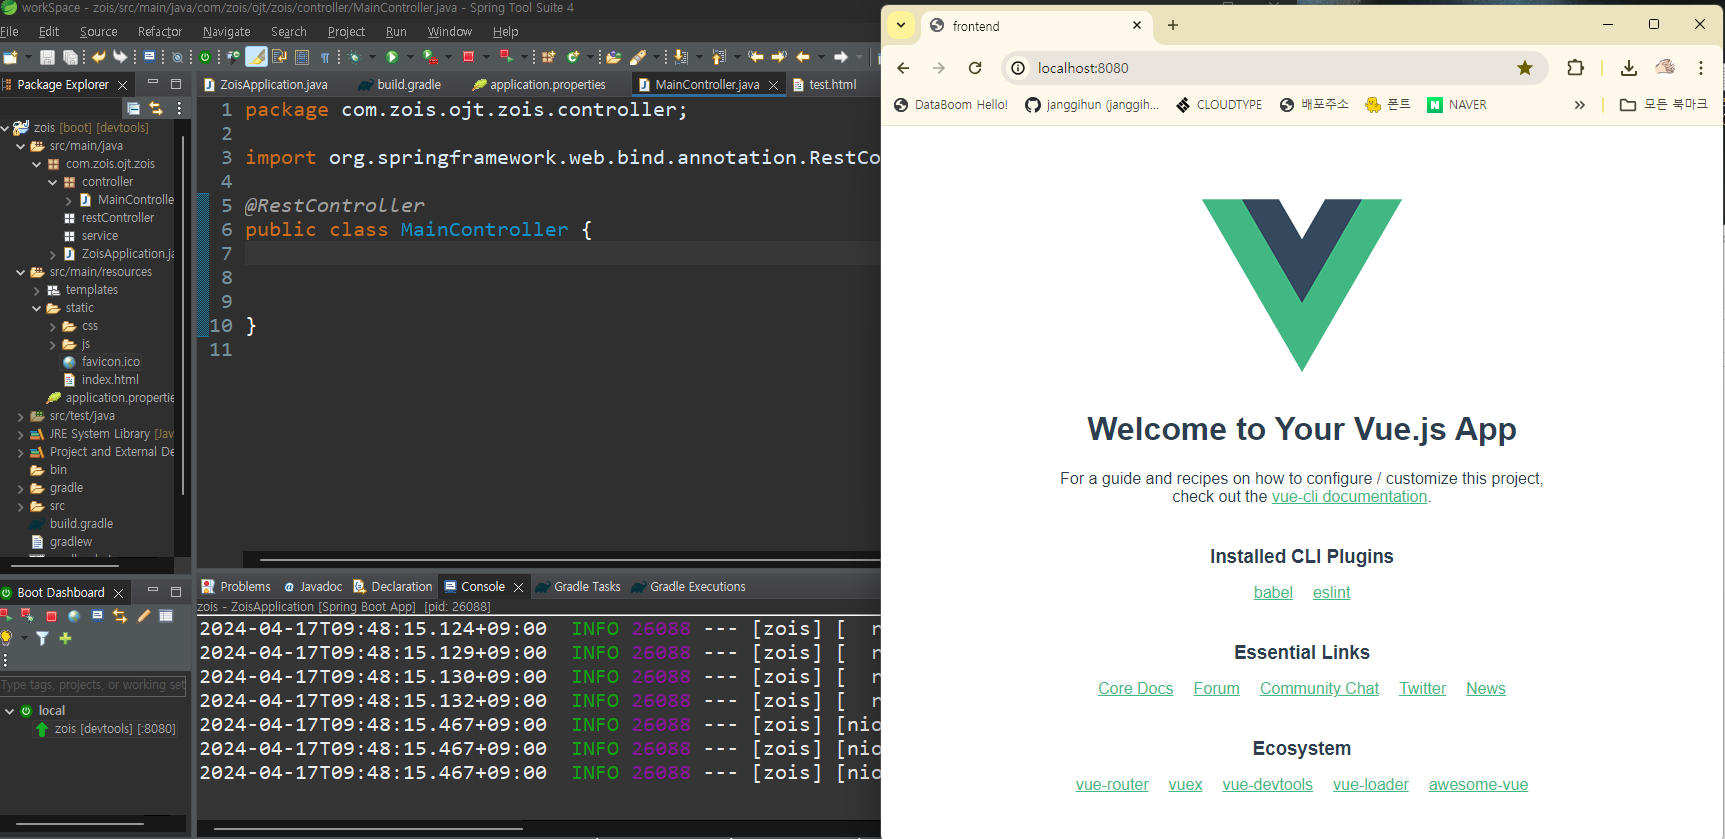 workSpace - zois/src/main/java/com/zois/ojt/zois/controller/MainController.java - Spring Tool Suite 4
File Edit Source Refactor Navigate Search Project Run Window Help
Package Explorer
zois [boot] [devtools]
src/main/java
com.zois.ojt.zois
controller
MainControlle
restController
service
ZoisApplication.ja
src/main/resources
templates
static
css
js
favicon.ico
index.html
application.propertie
src/test/java
JRE System Library [Jav
Project and External De
bin
gradle
src
build.gradle
gradlew
Boot Dashboard
Type tags, projects, or working set
local
zois [devtools] [:8080]
ZoisApplication.java build.gradle application.properties MainController.java test.html
1 package com.zois.ojt.zois.controller;
2
3 import org.springframework.web.bind.annotation.RestCo
4
5 @RestController
6 public class MainController {
7
8
9
10 }
11
Problems Javadoc Declaration Console Gradle Tasks Gradle Executions
zois - ZoisApplication [Spring Boot App] [pid: 26088]
2024-04-17T09:48:15.124+09:00 INFO 26088 --- [zois] [ n
2024-04-17T09:48:15.129+09:00 INFO 26088 --- [zois] [ n
2024-04-17T09:48:15.130+09:00 INFO 26088 --- [zois] [ n
2024-04-17T09:48:15.132+09:00 INFO 26088 --- [zois] [ n
2024-04-17T09:48:15.467+09:00 INFO 26088 --- [zois] [nio
2024-04-17T09:48:15.467+09:00 INFO 26088 --- [zois] [nio
2024-04-17T09:48:15.467+09:00 INFO 26088 --- [zois] [nio
frontend
localhost:8080
DataBoom Hello! janggihun (janggih... CLOUDTYPE 배포주소 폰트 NAVER » 모든 북마크
Welcome to Your Vue.js App
For a guide and recipes on how to configure / customize this project,
check out the vue-cli documentation.
Installed CLI Plugins
babel eslint
Essential Links
Core Docs Forum Community Chat Twitter News
Ecosystem
vue-router vuex vue-devtools vue-loader awesome-vue